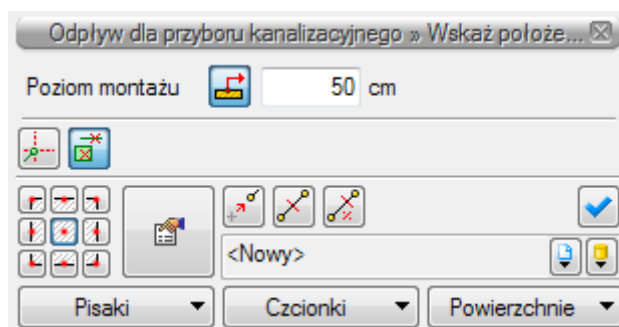 Odpływ dla przyboru kanalizacyjnego » Wskaż położe...
Poziom montażu 50 cm
<Nowy>
Pisaki Czcionki Powierzchnie